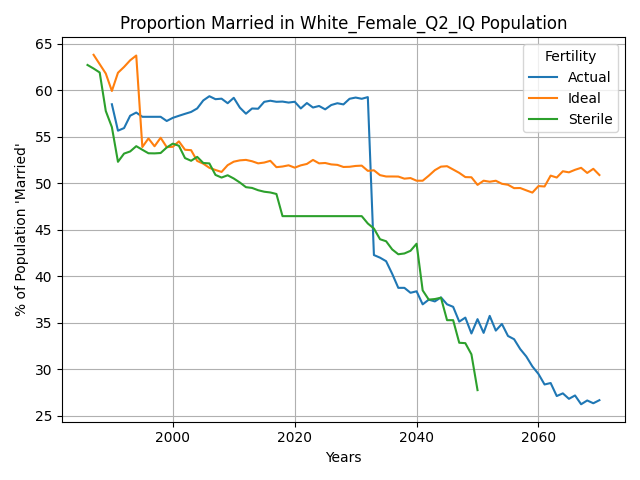 Proportion Married in White_Female_Q2_IQ Population
% of Population "Married'
65
60
55
50
45
40
35
30
25
2000
2020
2040
2060
Years
Fertility
Actual
Ideal
Sterile